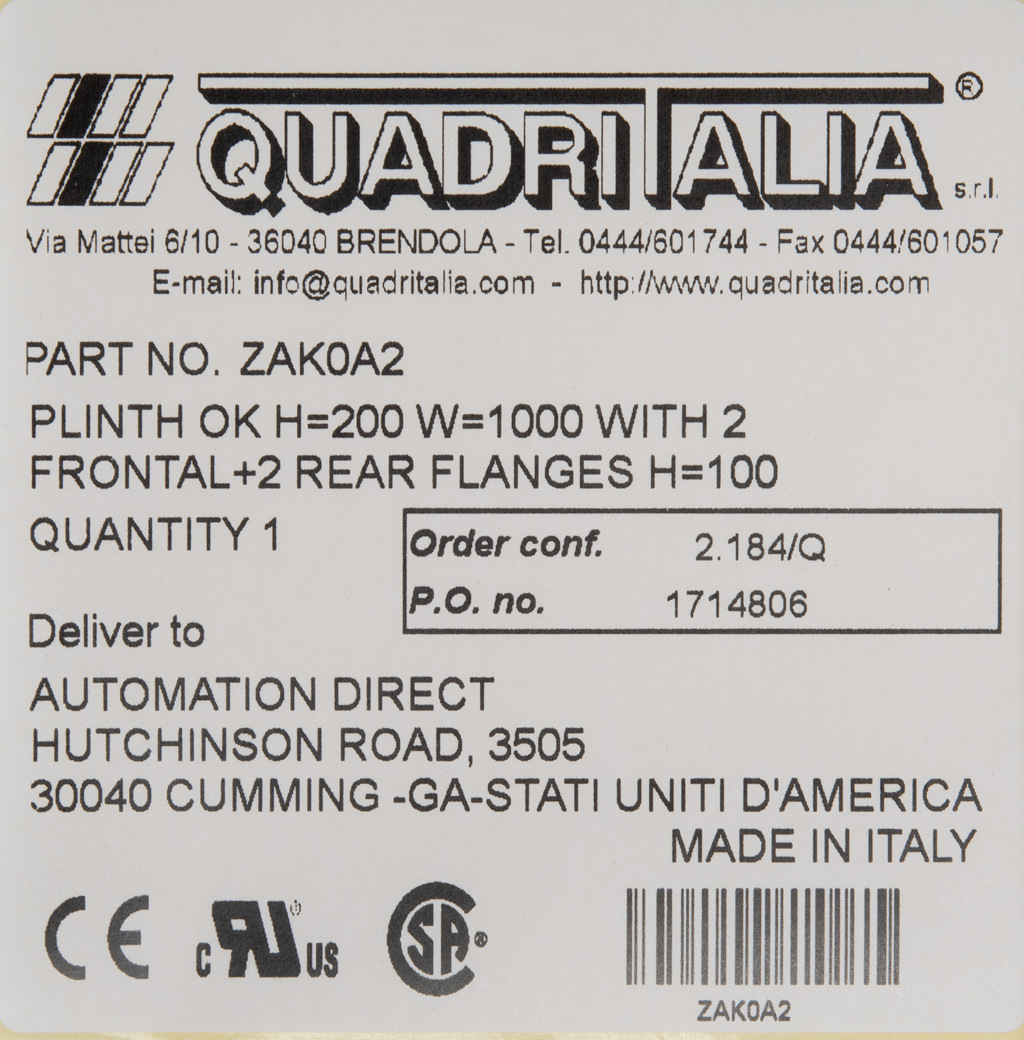 QUADRITALIA® s.r.l.
Via Mattei 6/10 - 36040 BRENDOLA - Tel. 0444/601744 - Fax 0444/601057
E-mail: info@quadritalia.com - http://www.quadritalia.com
PART NO. ZAK0A2
PLINTH OK H=200 W=1000 WITH 2
FRONTAL+2 REAR FLANGES H=100
QUANTITY 1
Order conf. 2.184/Q
P.O. no. 1714806
Deliver to
AUTOMATION DIRECT
HUTCHINSON ROAD, 3505
30040 CUMMING -GA-STATI UNITI D'AMERICA
MADE IN ITALY
CE c RU US SA®
ZAK0A2